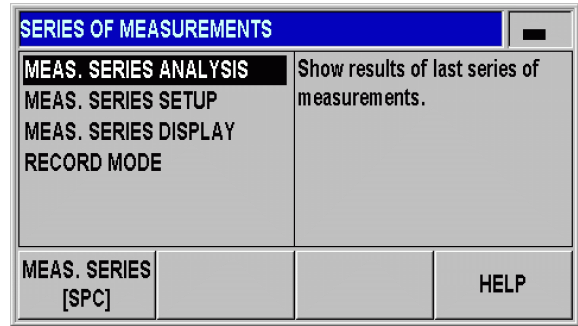 SERIES OF MEASUREMENTS
MEAS. SERIES ANALYSIS
MEAS. SERIES SETUP
MEAS. SERIES DISPLAY
RECORD MODE
Show results of last series of
measurements.
MEAS. SERIES
[SPC]
HELP